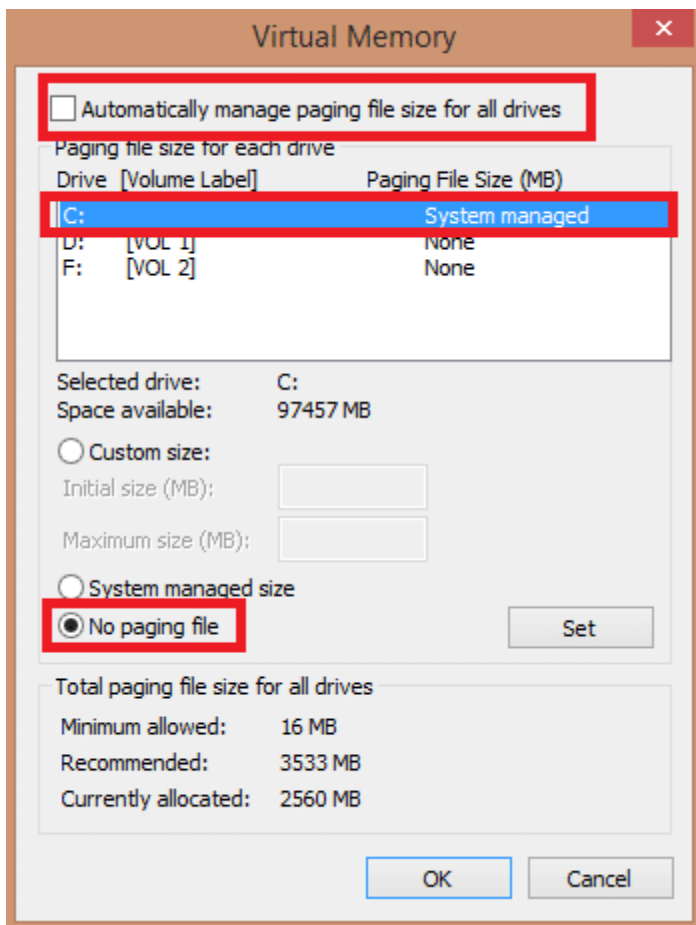 Virtual Memory
Automatically manage paging file size for all drives
Paging file size for each drive
Drive [Volume Label] Paging File Size (MB)
C: System managed
D: [VOL 1] None
F: [VOL 2] None
Selected drive: C:
Space available: 97457 MB
Custom size:
Initial size (MB):
Maximum size (MB):
System managed size
No paging file Set
Total paging file size for all drives
Minimum allowed: 16 MB
Recommended: 3533 MB
Currently allocated: 2560 MB
OK Cancel